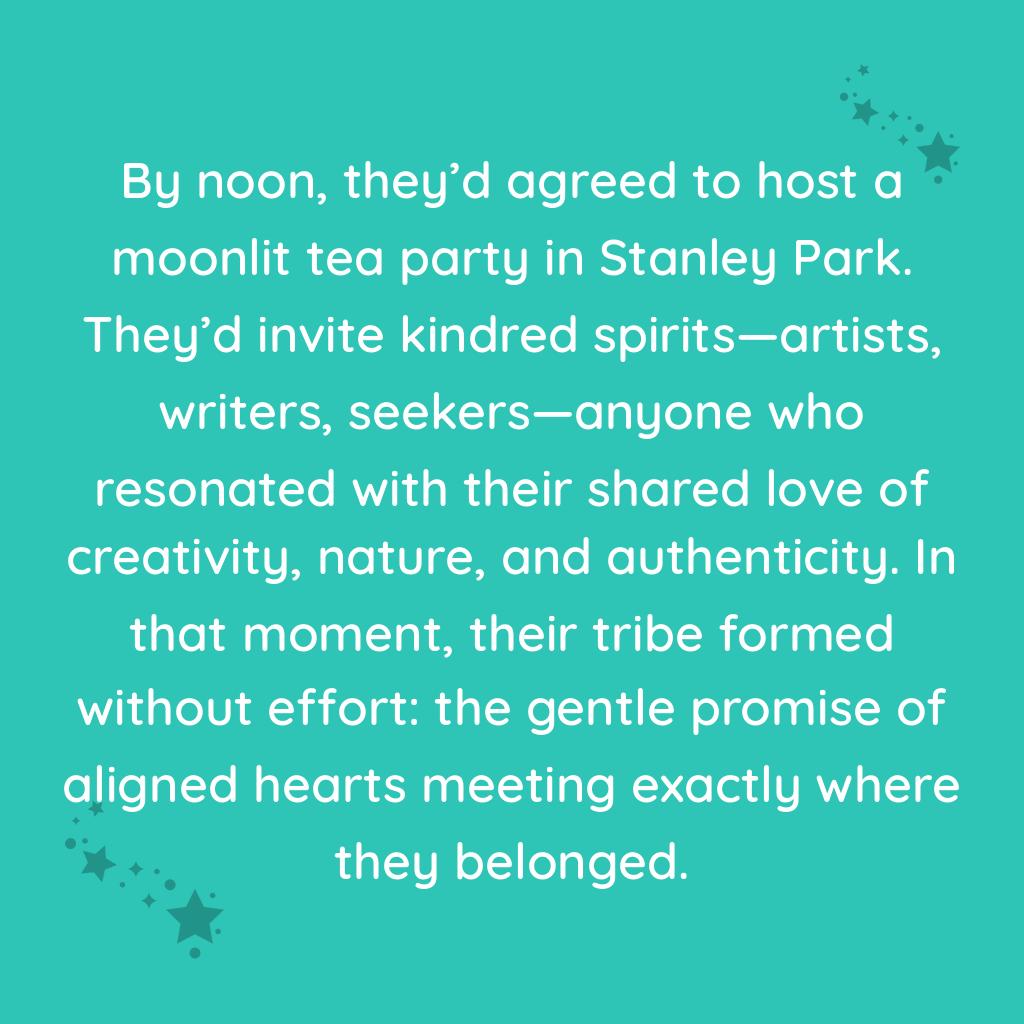 By noon, they’d agreed to host a
moonlit tea party in Stanley Park.
They’d invite kindred spirits—artists,
writers, seekers—anyone who
resonated with their shared love of
creativity, nature, and authenticity. In
that moment, their tribe formed
without effort: the gentle promise of
aligned hearts meeting exactly where
they belonged.